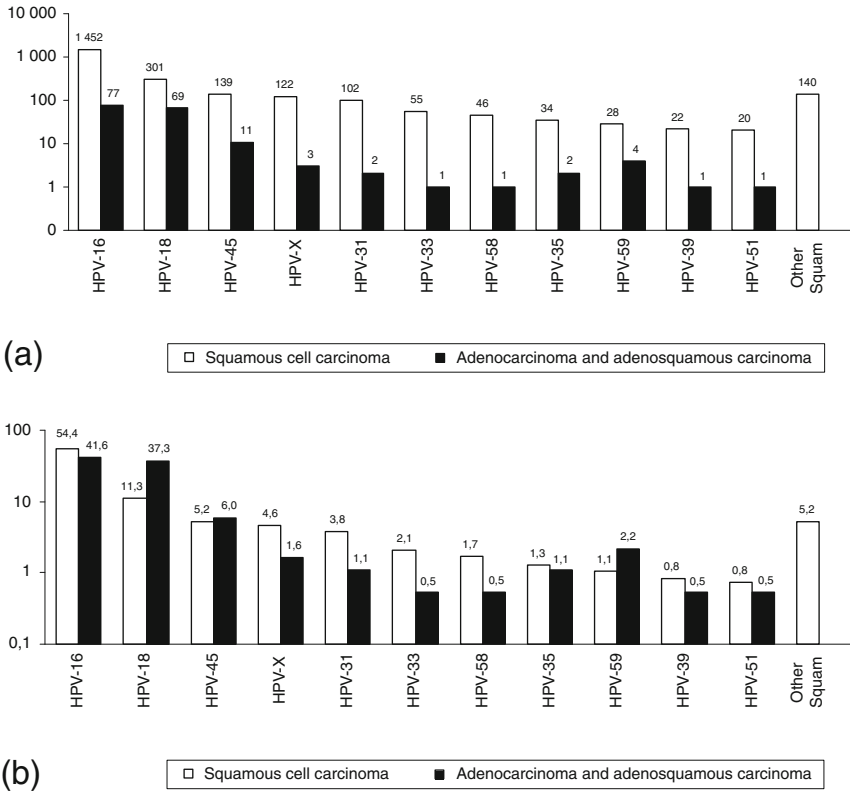 10 000
1 000
100
10
1
0
1 452
77
301
69
139
11
122
3
102
2
55
1
46
1
34
2
28
4
22
1
20
1
140
HPV-16
HPV-18
HPV-45
HPV-X
HPV-31
HPV-33
HPV-58
HPV-35
HPV-59
HPV-39
HPV-51
Other
Squam
(a)
Squamous cell carcinoma
Adenocarcinoma and adenosquamous carcinoma
100
10
1
0,1
54,4
41,6
11,3
37,3
5,2
6,0
4,6
1,6
3,8
1,1
2,1
0,5
1,7
0,5
1,3
1,1
1,1
2,2
0,8
0,5
0,8
0,5
5,2
HPV-16
HPV-18
HPV-45
HPV-X
HPV-31
HPV-33
HPV-58
HPV-35
HPV-59
HPV-39
HPV-51
Other
Squam
(b)
Squamous cell carcinoma
Adenocarcinoma and adenosquamous carcinoma